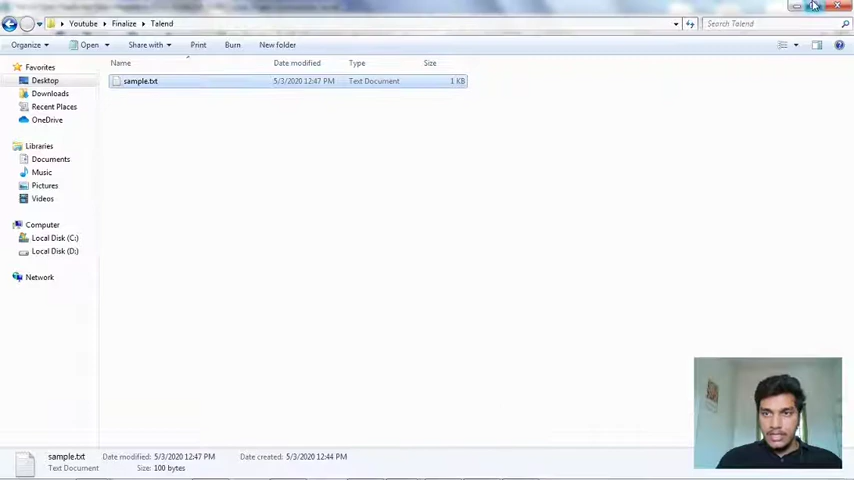 Youtube Finalize Talend
Search Talend
Organize Open Share with Print Burn New folder
Favorites
Desktop
Downloads
Recent Places
OneDrive
Libraries
Documents
Music
Pictures
Videos
Computer
Local Disk (C:)
Local Disk (D:)
Network
Name Date modified Type Size
sample.txt 5/3/2020 12:47 PM Text Document 1 KB
sample.txt Date modified: 5/3/2020 12:47 PM Date created: 5/3/2020 12:44 PM
Text Document Size: 100 bytes